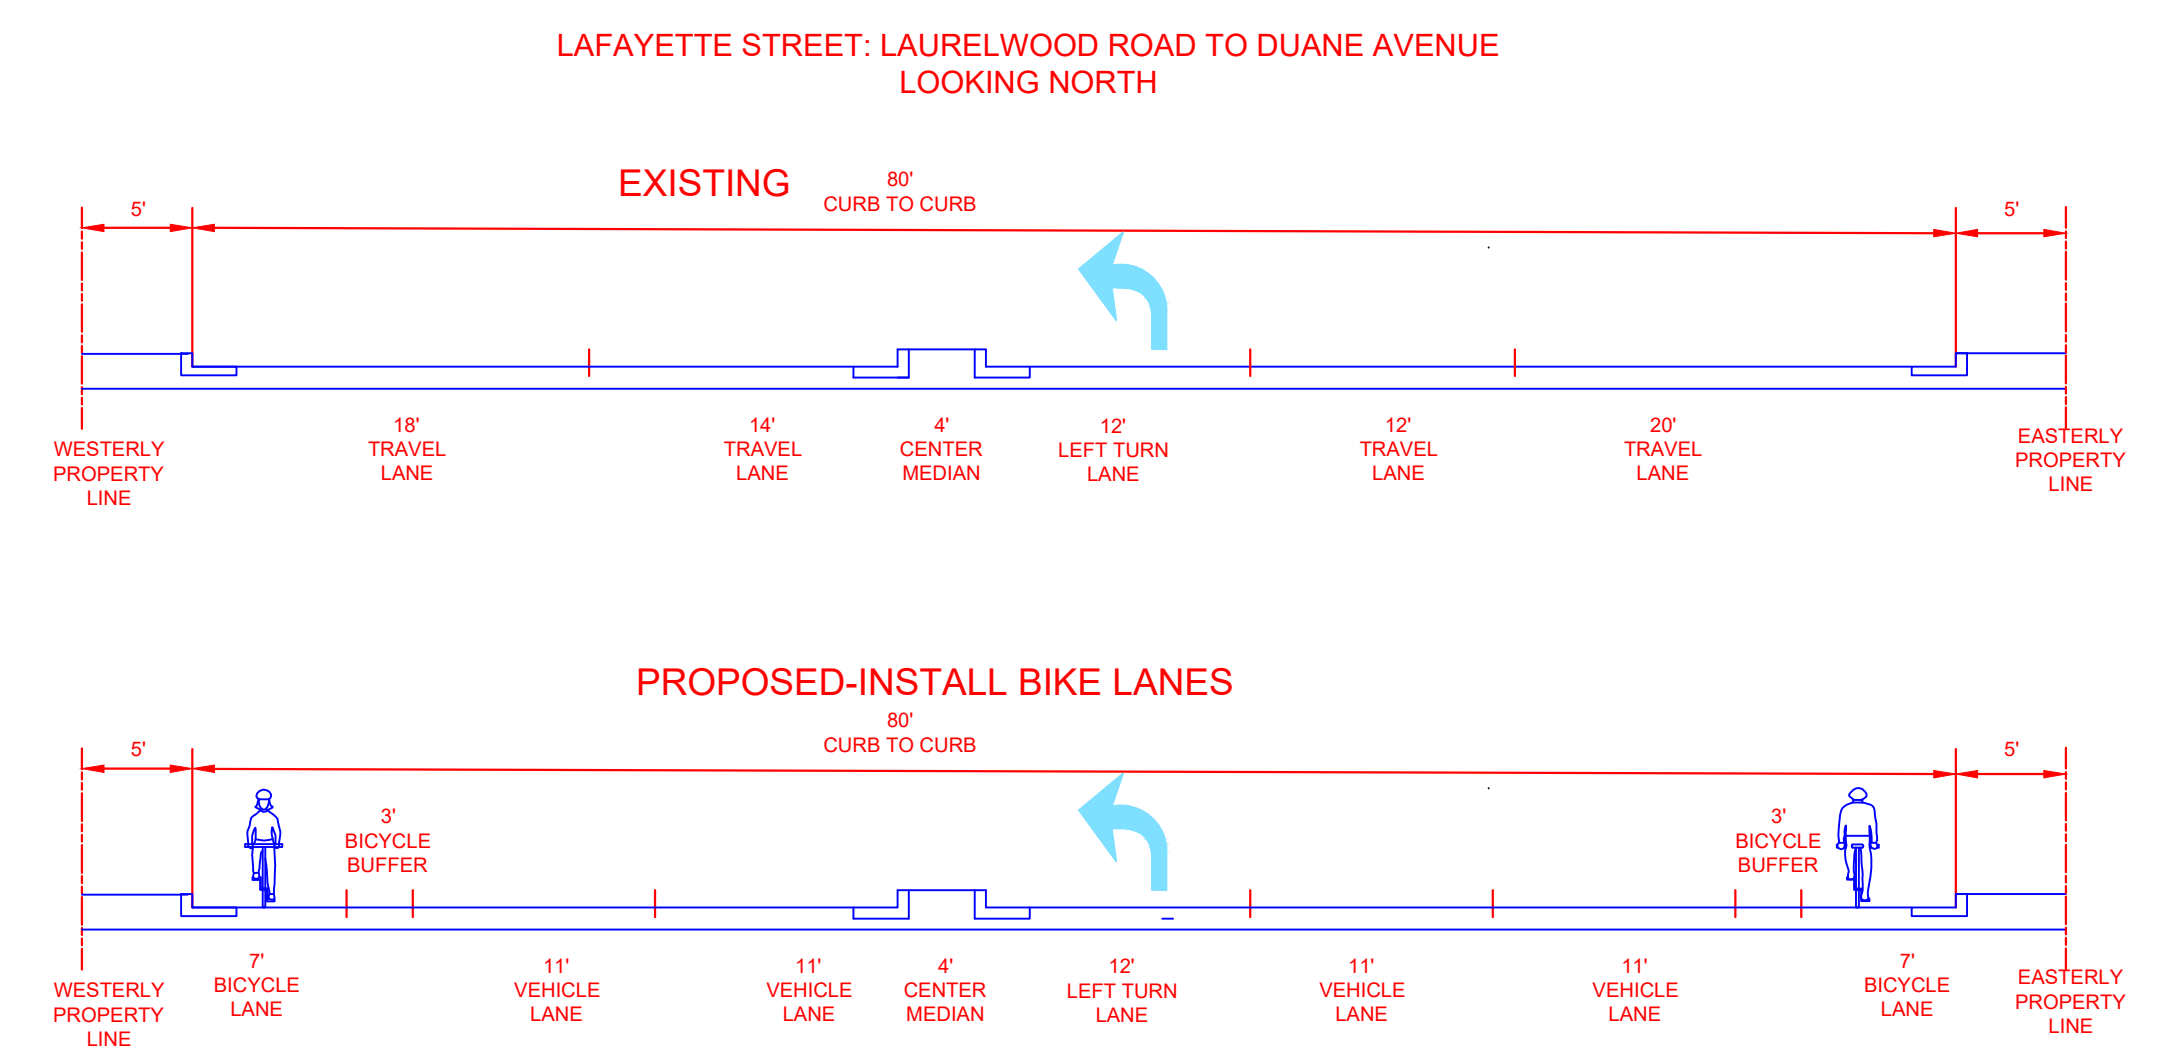 LAFAYETTE STREET: LAURELWOOD ROAD TO DUANE AVENUE
LOOKING NORTH
EXISTING
80'
CURB TO CURB
5'
5'
18'
TRAVEL
LANE
14'
TRAVEL
LANE
4'
CENTER
MEDIAN
12'
LEFT TURN
LANE
12'
TRAVEL
LANE
20'
TRAVEL
LANE
WESTERLY
PROPERTY
LINE
EASTERLY
PROPERTY
LINE
PROPOSED-INSTALL BIKE LANES
80'
CURB TO CURB
5'
5'
3'
BICYCLE
BUFFER
3'
BICYCLE
BUFFER
WESTERLY
PROPERTY
LINE
7'
BICYCLE
LANE
11'
VEHICLE
LANE
11'
VEHICLE
LANE
4'
CENTER
MEDIAN
12'
LEFT TURN
LANE
11'
VEHICLE
LANE
11'
VEHICLE
LANE
7'
BICYCLE
LANE
EASTERLY
PROPERTY
LINE